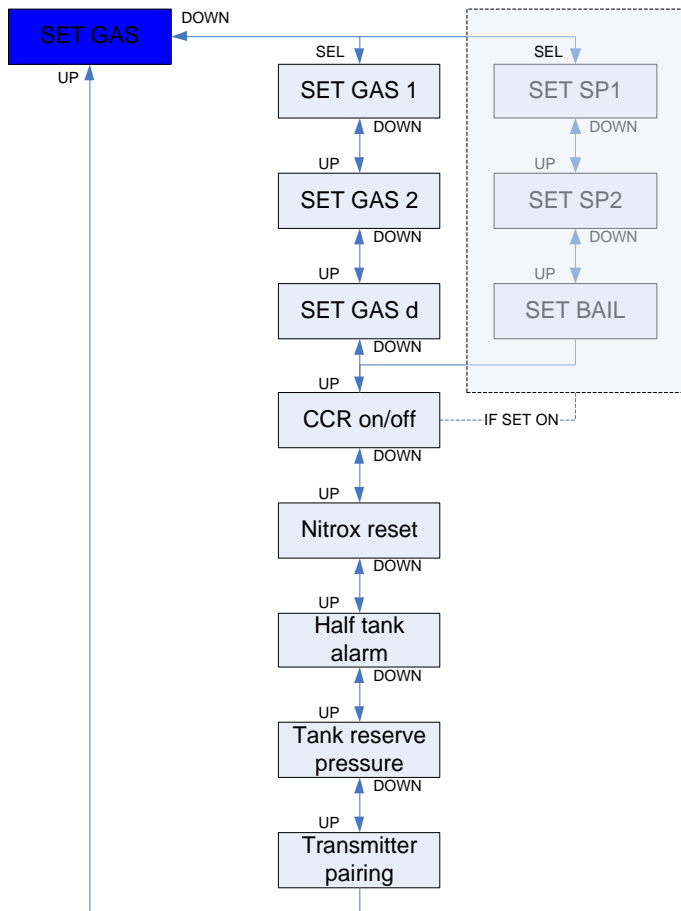 DOWN
SET GAS
UP
SEL
SEL
SET GAS 1
SET SP1
DOWN
DOWN
UP
UP
SET GAS 2
SET SP2
DOWN
DOWN
UP
UP
SET GAS d
SET BAIL
DOWN
UP
CCR on/off
IF SET ON
DOWN
UP
Nitrox reset
DOWN
UP
Half tank
alarm
DOWN
UP
Tank reserve
pressure
DOWN
UP
Transmitter
pairing